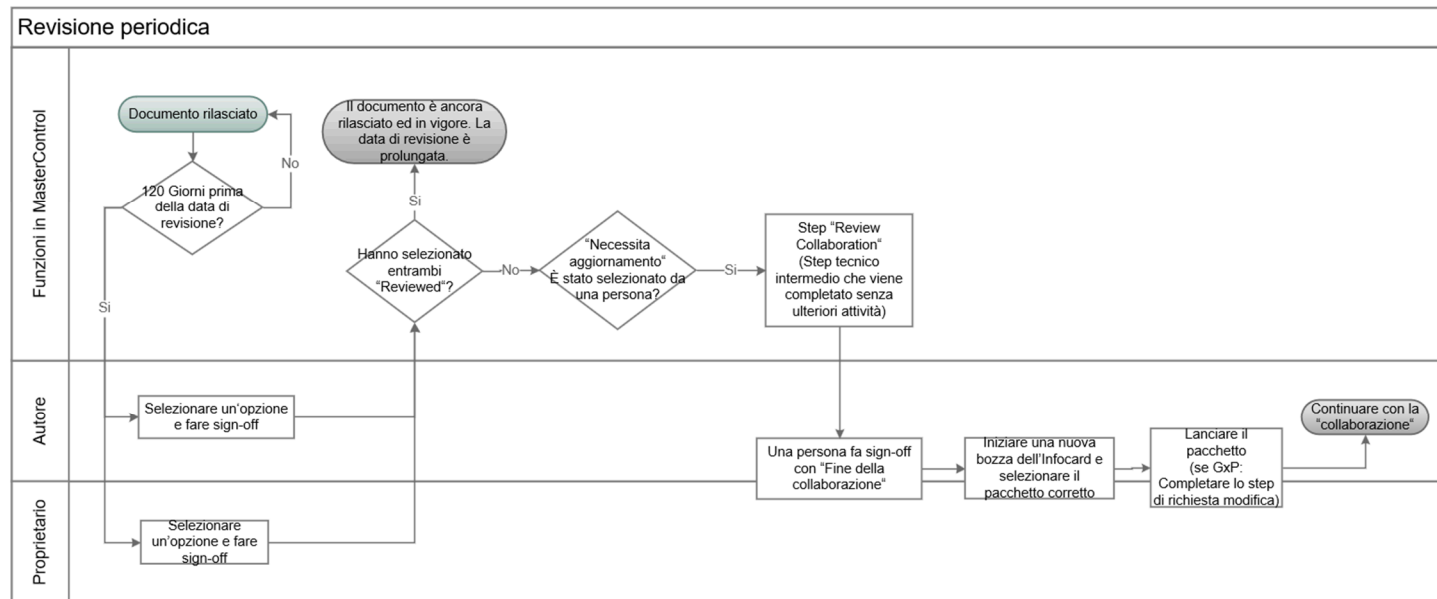 Revisione periodica
Funzioni in MasterControl
Documento rilasciato
No
120 Giorni prima
della data di
revisione?
Si
Il documento è ancora
rilasciato ed in vigore. La
data di revisione è
prolungata.
Si
Hanno selezionato
entrambi
“Reviewed“?
No
“Necessita
aggiornamento“
È stato selezionato da
una persona?
Si
Step “Review
Collaboration“
(Step tecnico
intermedio che viene
completato senza
ulteriori attività)
Autore
Selezionare un‘opzione
e fare sign-off
Una persona fa sign-off
con “Fine della
collaborazione“
Iniziare una nuova
bozza dell’Infocard e
selezionare il
pacchetto corretto
Lanciare il
pacchetto
(se GxP:
Completare lo step
di richiesta modifica)
Continuare con la
“collaborazione“
Proprietario
Selezionare
un’opzione e fare
sign-off